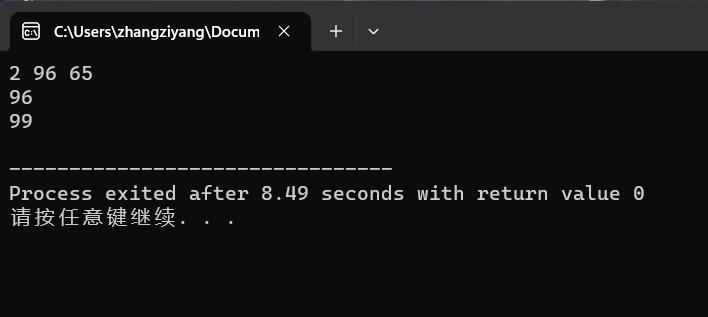 C:\Users\zhangziyang\Docum
2 96 65
96
99
--------------------------------
Process exited after 8.49 seconds with return value 0
请按任意键继续. . .